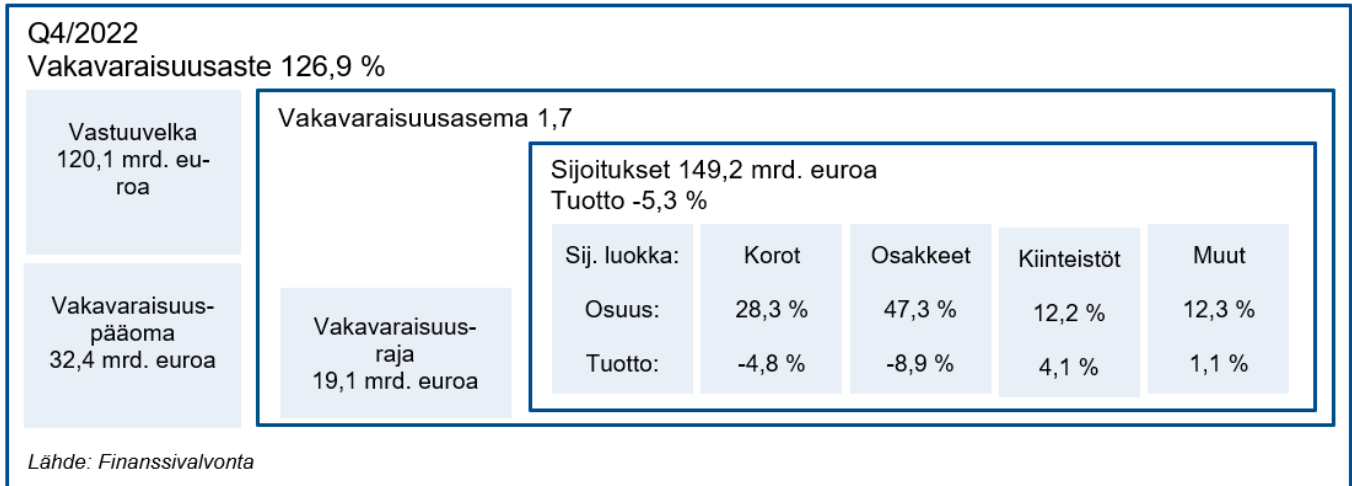 Q4/2022
Vakavaraisuusaste 126,9 %
Vastuuvelka
120,1 mrd. eu-
roa
Vakavaraisuus-
pääoma
32,4 mrd. euroa
Vakavaraisuusasema 1,7
Vakavaraisuus-
raja
19,1 mrd. euroa
Sijoitukset 149,2 mrd. euroa
Tuotto -5,3 %
Sij. luokka: Korot Osakkeet Kiinteistöt Muut
Osuus: 28,3 % 47,3 % 12,2 % 12,3 %
Tuotto: -4,8 % -8,9 % 4,1 % 1,1 %
Lähde: Finanssivalvonta